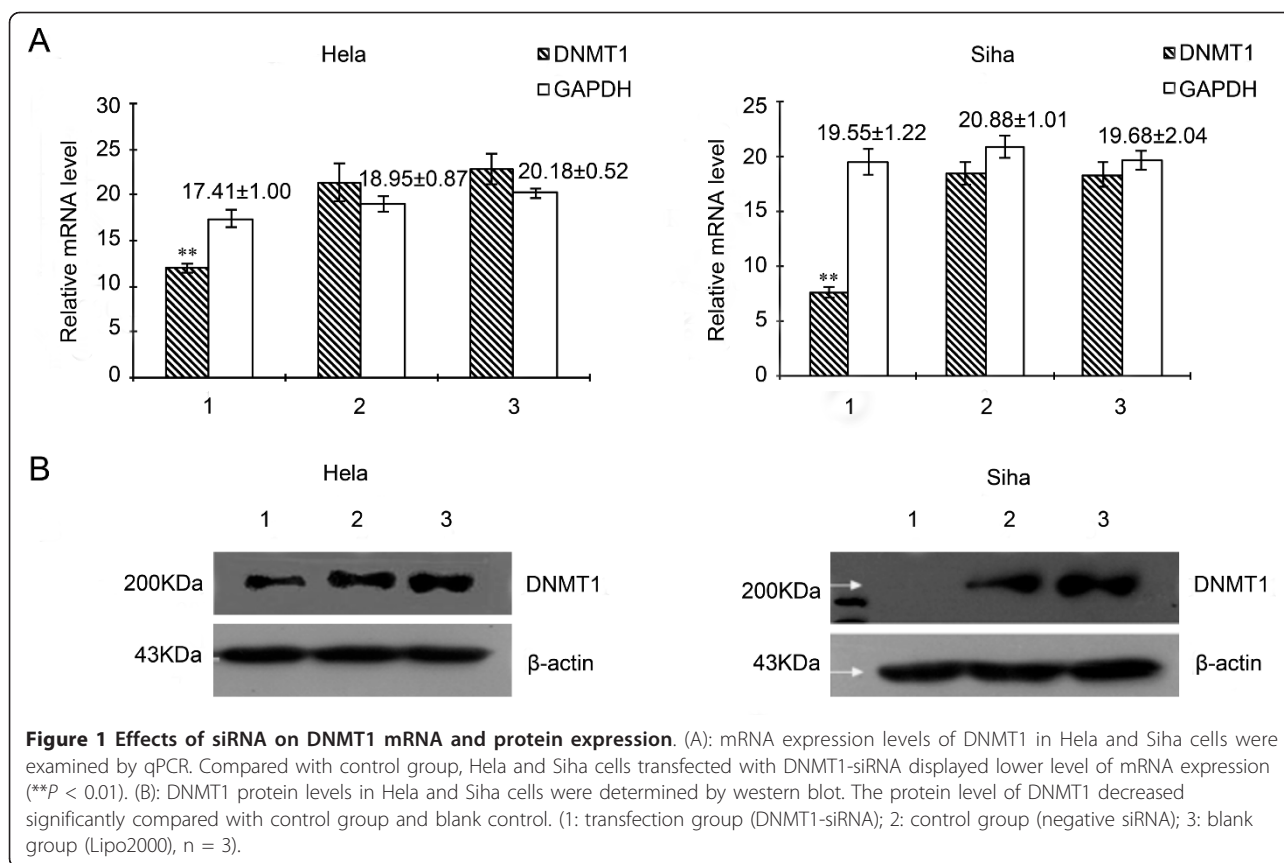 A
Hela
DNMT1
GAPDH
Relative mRNA level
30
25
20
15
10
5
0
17.41±1.00
18.95±0.87
20.18±0.52
**
1 2 3
Siha
DNMT1
GAPDH
Relative mRNA level
25
20
15
10
5
0
19.55±1.22
20.88±1.01
19.68±2.04
**
1 2 3
B
Hela
1 2 3
200KDa DNMT1
43KDa β-actin
Siha
1 2 3
200KDa DNMT1
43KDa β-actin
Figure 1 Effects of siRNA on DNMT1 mRNA and protein expression. (A): mRNA expression levels of DNMT1 in Hela and Siha cells were
examined by qPCR. Compared with control group, Hela and Siha cells transfected with DNMT1-siRNA displayed lower level of mRNA expression
(**P < 0.01). (B): DNMT1 protein levels in Hela and Siha cells were determined by western blot. The protein level of DNMT1 decreased
significantly compared with control group and blank control. (1: transfection group (DNMT1-siRNA); 2: control group (negative siRNA); 3: blank
group (Lipo2000), n = 3).